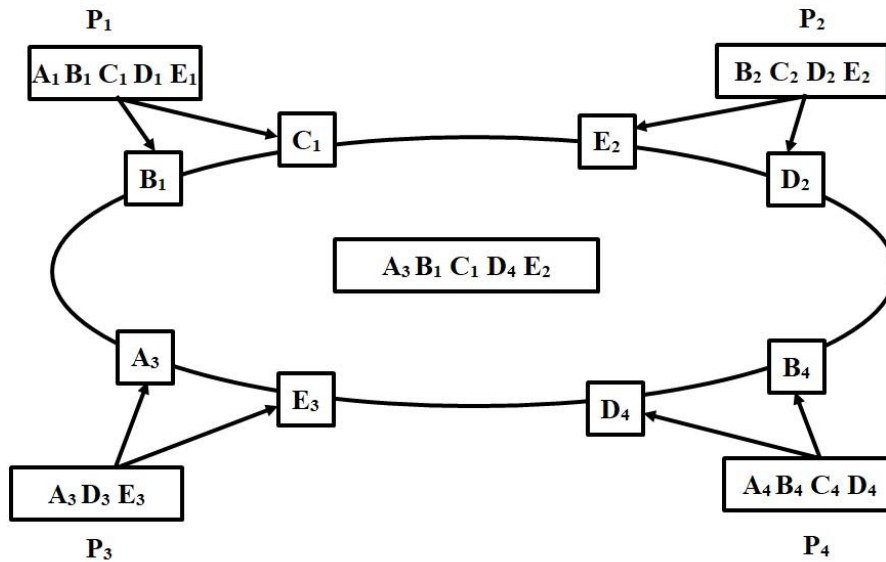 P₁
P₂
A₁ B₁ C₁ D₁ E₁
B₂ C₂ D₂ E₂
C₁
E₂
B₁
D₂
A₃ B₁ C₁ D₄ E₂
A₃
B₄
E₃
D₄
A₃ D₃ E₃
A₄ B₄ C₄ D₄
P₃
P₄